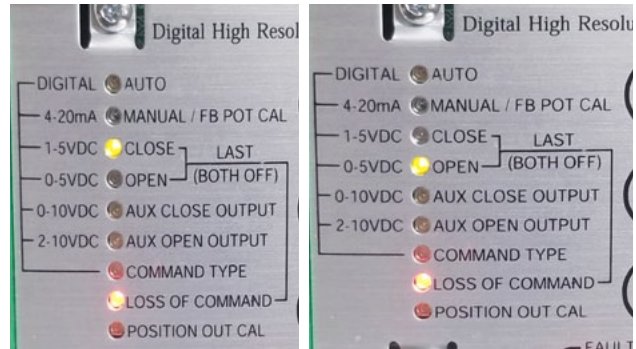 Digital High Resol
DIGITAL AUTO
4-20mA MANUAL / FB POT CAL
1-5VDC CLOSE LAST
0-5VDC OPEN (BOTH OFF)
0-10VDC AUX CLOSE OUTPUT
2-10VDC AUX OPEN OUTPUT
COMMAND TYPE
LOSS OF COMMAND
POSITION OUT CAL
Digital High Resolu
DIGITAL AUTO
4-20mA MANUAL / FB POT CAL
1-5VDC CLOSE LAST
0-5VDC OPEN (BOTH OFF)
0-10VDC AUX CLOSE OUTPUT
2-10VDC AUX OPEN OUTPUT
COMMAND TYPE
LOSS OF COMMAND
POSITION OUT CAL
FAULT